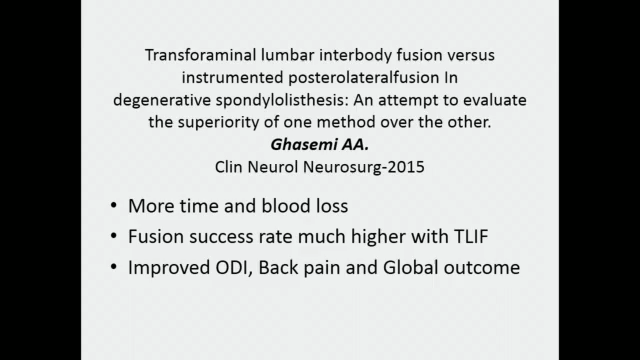 Transforaminal lumbar interbody fusion versus
instrumented posterolateralfusion In
degenerative spondylolisthesis: An attempt to evaluate
the superiority of one method over the other.
Ghasemi AA.
Clin Neurol Neurosurg-2015
• More time and blood loss
• Fusion success rate much higher with TLIF
• Improved ODI, Back pain and Global outcome